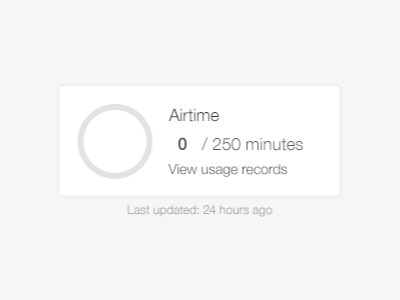 Airtime
0 / 250 minutes
View usage records
Last updated: 24 hours ago